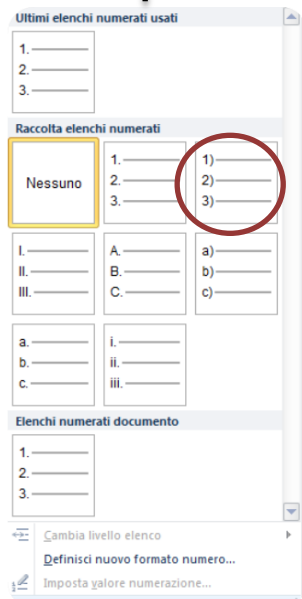 Ultimi elenchi numerati usati
1.
2.
3.
Raccolta elenchi numerati
Nessuno
1.
2.
3.
1)
2)
3)
I.
II.
III.
A.
B.
C.
a)
b)
c)
a.
b.
c.
i.
ii.
iii.
Elenchi numerati documento
1.
2.
3.
Cambia livello elenco
Definisci nuovo formato numero...
Imposta valore numerazione...